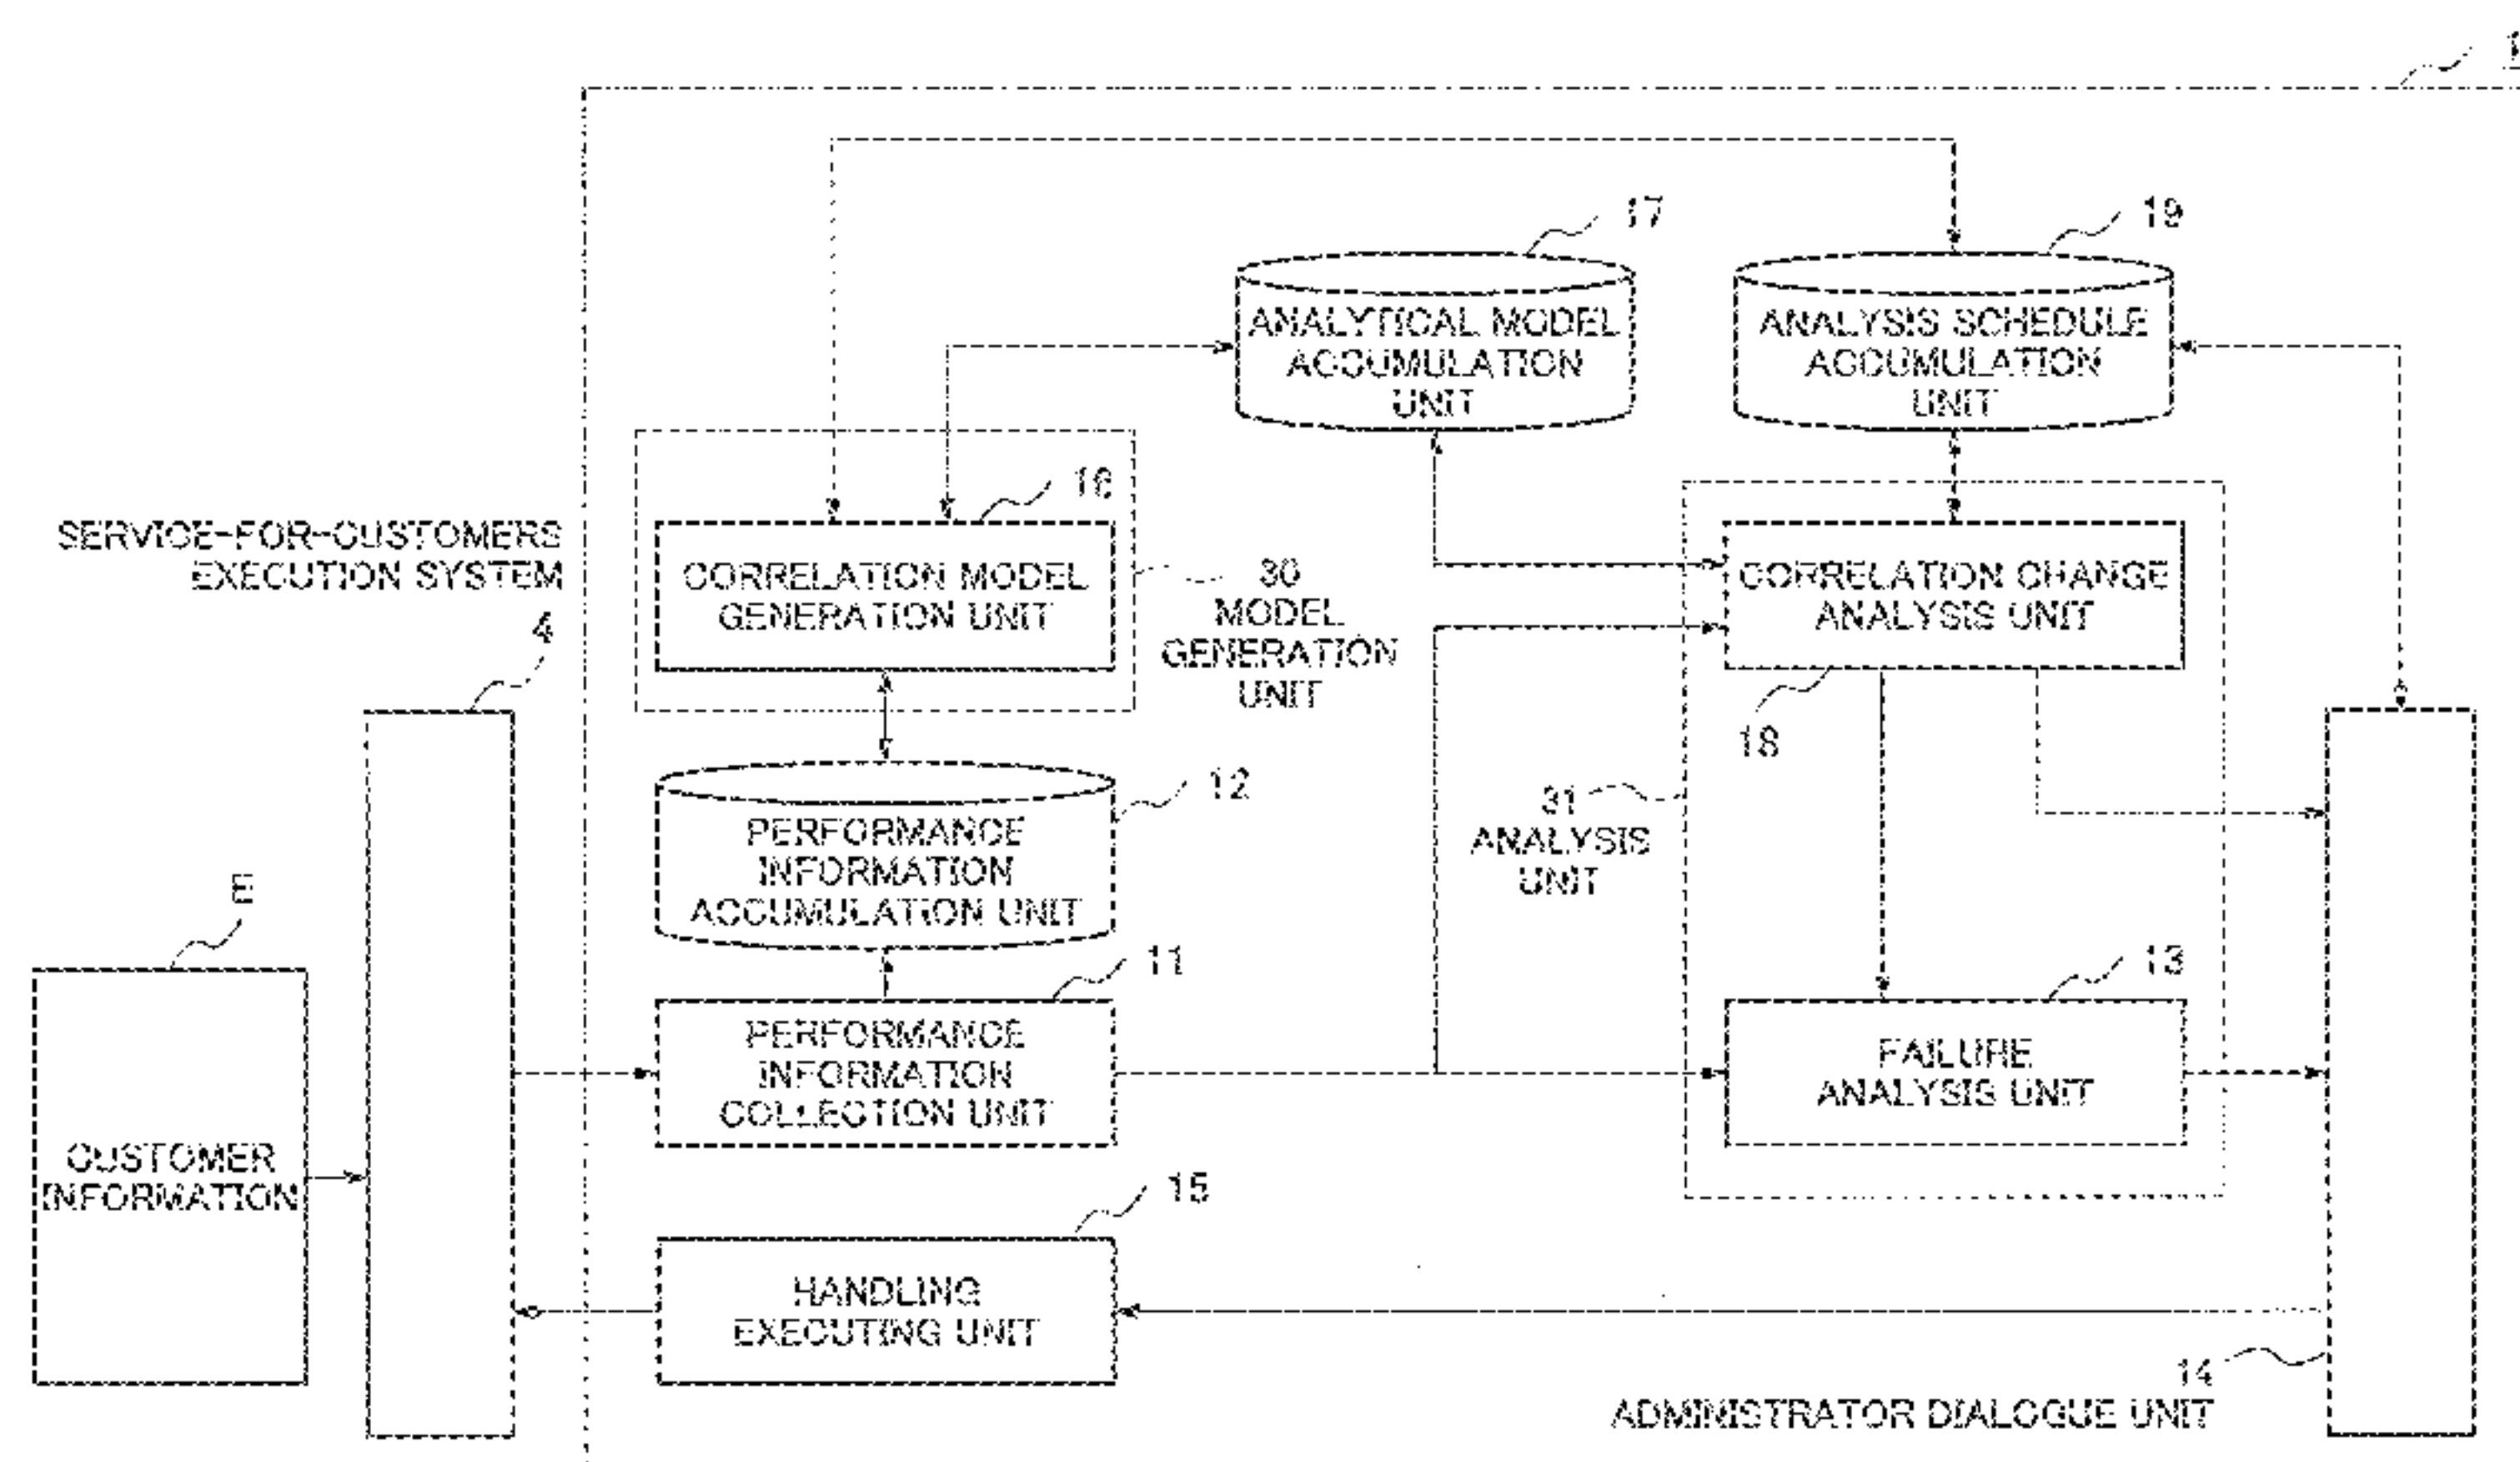 1
17
19
ANALYTICAL MODEL
ACCUMULATION
UNIT
ANALYSIS SCHEDULE
ACCUMULATION
UNIT
16
SERVICE-FOR-CUSTOMERS
EXECUTION SYSTEM
4
CORRELATION MODEL
GENERATION UNIT
30
MODEL
GENERATION
UNIT
CORRELATION CHANGE
ANALYSIS UNIT
18
12
PERFORMANCE
INFORMATION
ACCUMULATION UNIT
31
ANALYSIS
UNIT
E
11
13
PERFORMANCE
INFORMATION
COLLECTION UNIT
FAILURE
ANALYSIS UNIT
CUSTOMER
INFORMATION
15
HANDLING
EXECUTING UNIT
14
ADMINISTRATOR DIALOGUE UNIT